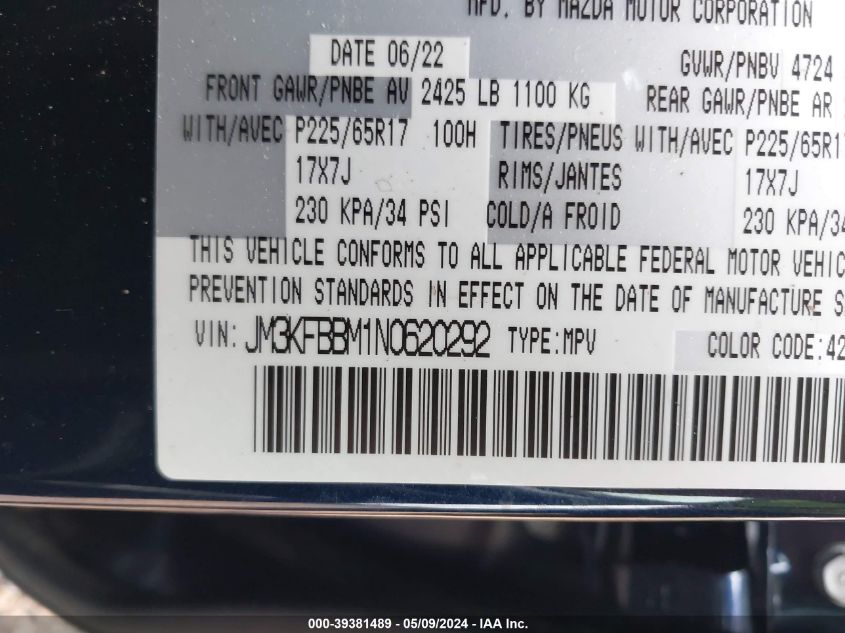 MFD. BY MAZDA MOTOR CORPORATION
DATE 06/22 GVWR/PNBV 4724
FRONT GAWR/PNBE AV 2425 LB 1100 KG REAR GAWR/PNBE AR
WITH/AVEC P225/65R17 100H TIRES/PNEUS WITH/AVEC P225/65R17
17X7J RIMS/JANTES 17X7J
230 KPA/34 PSI COLD/A FROID 230 KPA/34
THIS VEHICLE CONFORMS TO ALL APPLICABLE FEDERAL MOTOR VEHIC
PREVENTION STANDARDS IN EFFECT ON THE DATE OF MANUFACTURE S
VIN: JM3KFBBM1N0620292 TYPE:MPV COLOR CODE:42
000-39381489 - 05/09/2024 - IAA, Inc.